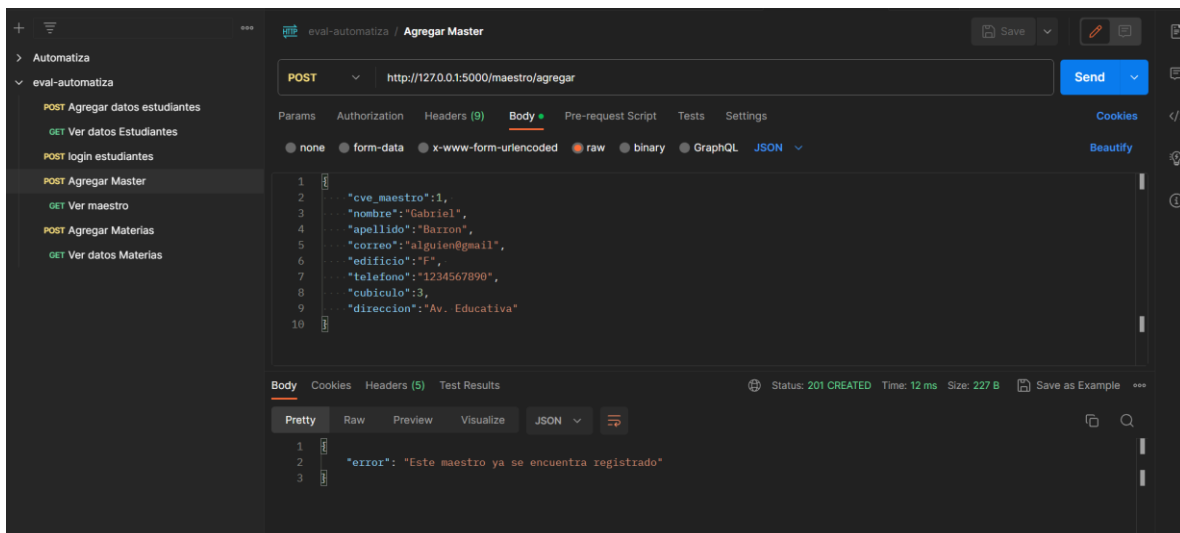 eval-automatiza / Agregar Master
Save
Automatiza
eval-automatiza
POST Agregar datos estudiantes
GET Ver datos Estudiantes
POST login estudiantes
POST Agregar Master
GET Ver maestro
POST Agregar Materias
GET Ver datos Materias
POST http://127.0.0.1:5000/maestro/agregar Send
Params Authorization Headers (9) Body Pre-request Script Tests Settings Cookies
none form-data x-www-form-urlencoded raw binary GraphQL JSON Beautify
1 {
2 "cve_maestro":1,
3 "nombre":"Gabriel",
4 "apellido":"Barron",
5 "correo":"alguien@gmail",
6 "edificio":"F",
7 "telefono":"1234567890",
8 "cubiculo":3,
9 "direccion":"Av. Educativa"
10 }
Body Cookies Headers (5) Test Results Status: 201 CREATED Time: 12 ms Size: 227 B Save as Example
Pretty Raw Preview Visualize JSON
1 {
2 "error": "Este maestro ya se encuentra registrado"
3 }